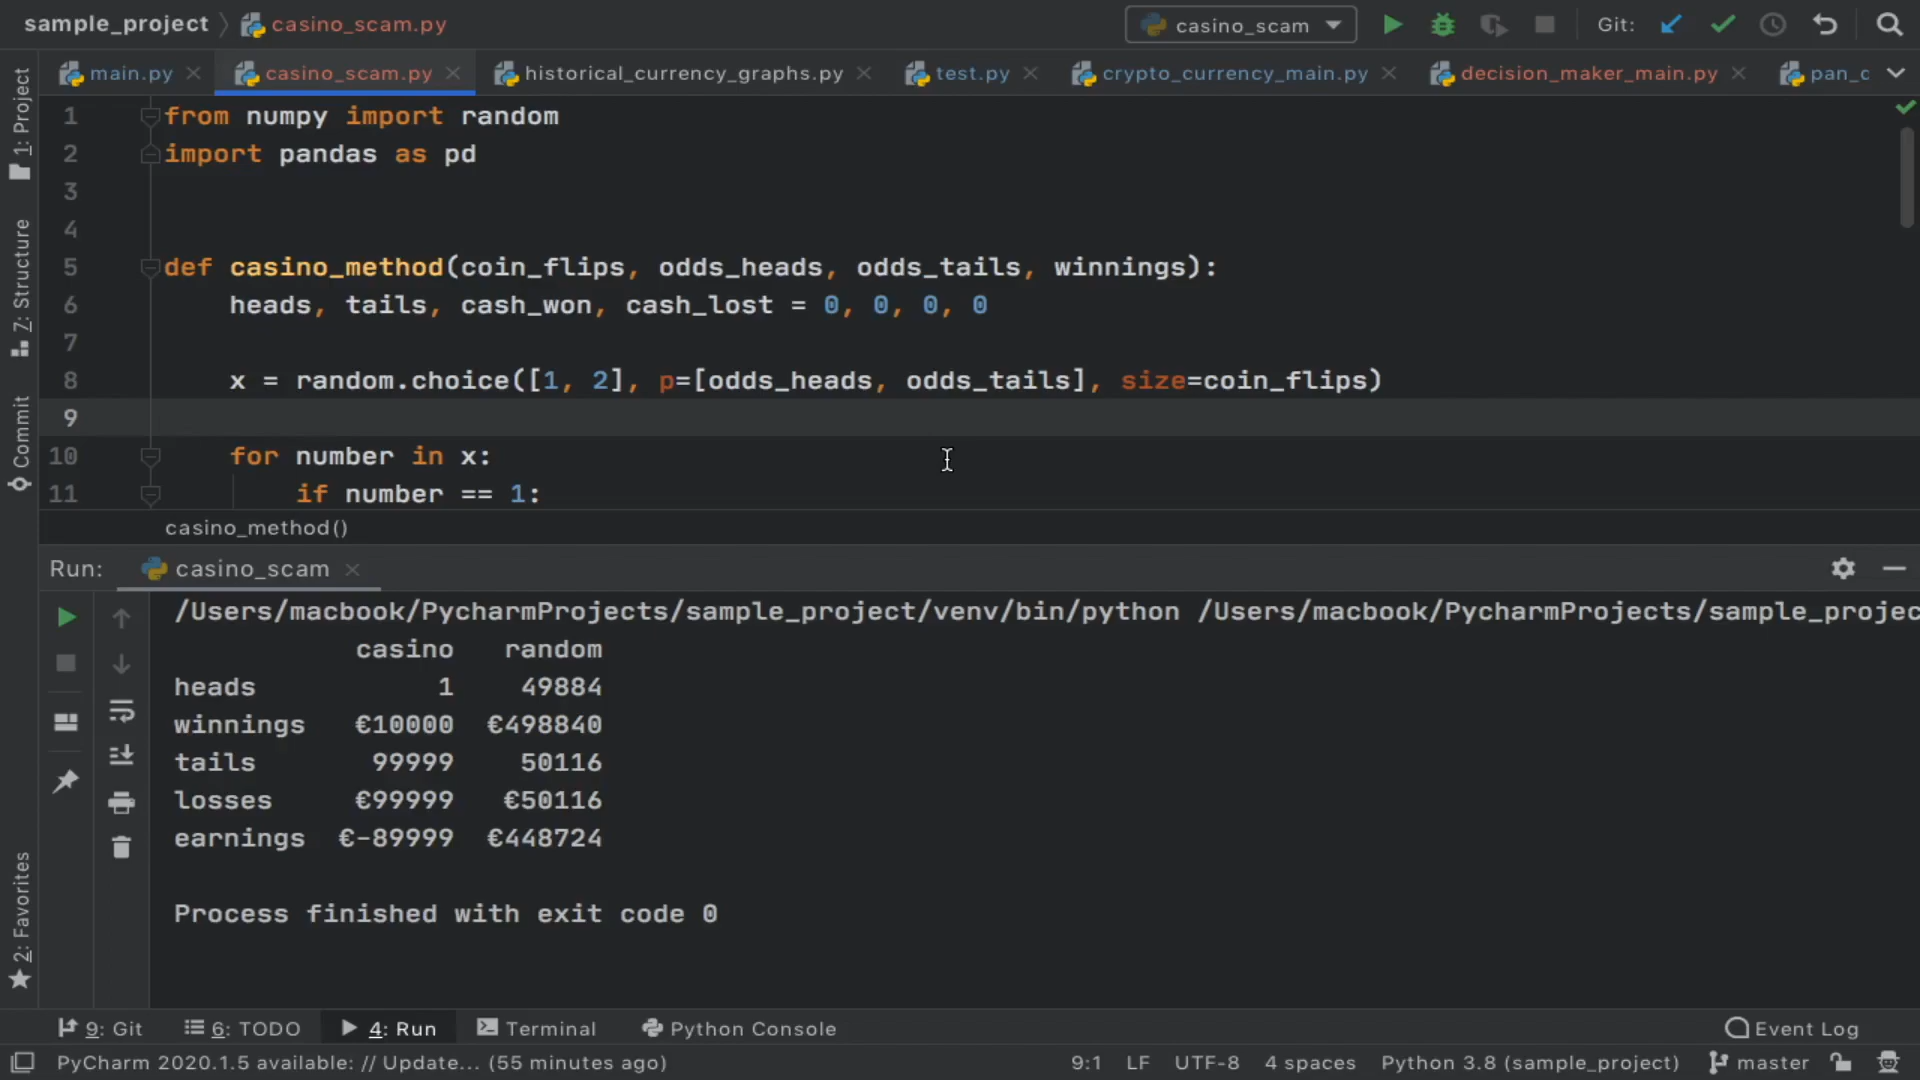 sample_project casino_scam.py casino_scam Git:
main.py casino_scam.py historical_currency_graphs.py test.py crypto_currency_main.py decision_maker_main.py pan_c
1: Project
7: Structure
Commit
2: Favorites
1 from numpy import random
2 import pandas as pd
3
4
5 def casino_method(coin_flips, odds_heads, odds_tails, winnings):
6 heads, tails, cash_won, cash_lost = 0, 0, 0, 0
7
8 x = random.choice([1, 2], p=[odds_heads, odds_tails], size=coin_flips)
9
10 for number in x:
11 if number == 1:
casino_method()
Run: casino_scam
/Users/macbook/PycharmProjects/sample_project/venv/bin/python /Users/macbook/PycharmProjects/sample_projec
casino random
heads 1 49884
winnings €10000 €498840
tails 99999 50116
losses €99999 €50116
earnings €-89999 €448724
Process finished with exit code 0
9: Git 6: TODO 4: Run Terminal Python Console Event Log
PyCharm 2020.1.5 available: // Update... (55 minutes ago) 9:1 LF UTF-8 4 spaces Python 3.8 (sample_project) master